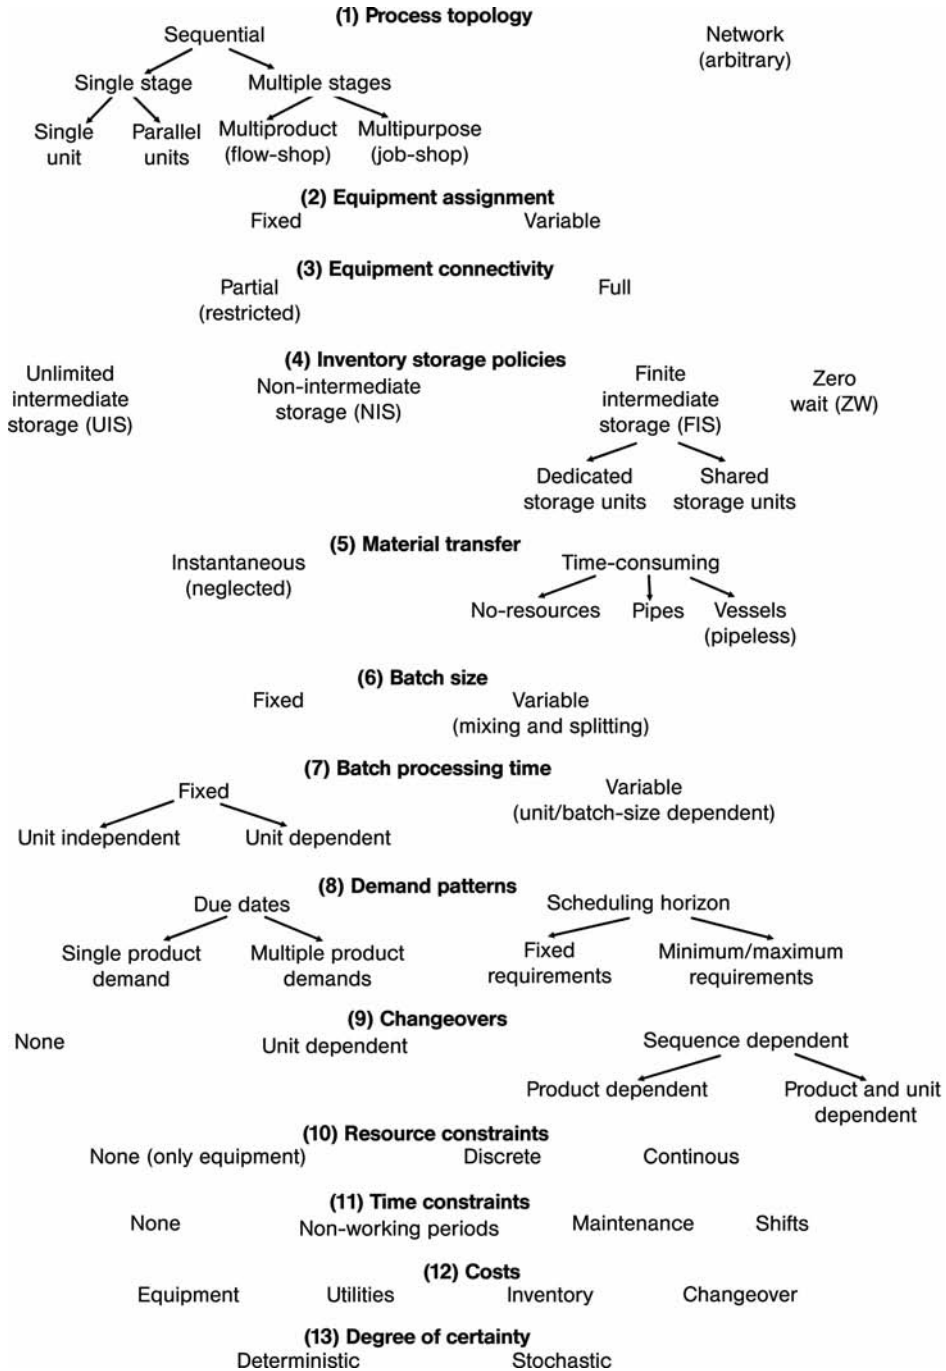 (1) Process topology
Sequential
Network
(arbitrary)
Single stage
Multiple stages
Single
unit
Parallel
units
Multiproduct
(flow-shop)
Multipurpose
(job-shop)
(2) Equipment assignment
Fixed
Variable
(3) Equipment connectivity
Partial
(restricted)
Full
(4) Inventory storage policies
Unlimited
intermediate
storage (UIS)
Non-intermediate
storage (NIS)
Finite
intermediate
storage (FIS)
Zero
wait (ZW)
Dedicated
storage units
Shared
storage units
(5) Material transfer
Instantaneous
(neglected)
Time-consuming
No-resources
Pipes
Vessels
(pipeless)
(6) Batch size
Fixed
Variable
(mixing and splitting)
(7) Batch processing time
Fixed
Variable
(unit/batch-size dependent)
Unit independent
Unit dependent
(8) Demand patterns
Due dates
Scheduling horizon
Single product
demand
Multiple product
demands
Fixed
requirements
Minimum/maximum
requirements
(9) Changeovers
None
Unit dependent
Sequence dependent
Product dependent
Product and unit
dependent
(10) Resource constraints
None (only equipment)
Discrete
Continous
(11) Time constraints
None
Non-working periods
Maintenance
Shifts
(12) Costs
Equipment
Utilities
Inventory
Changeover
(13) Degree of certainty
Deterministic
Stochastic